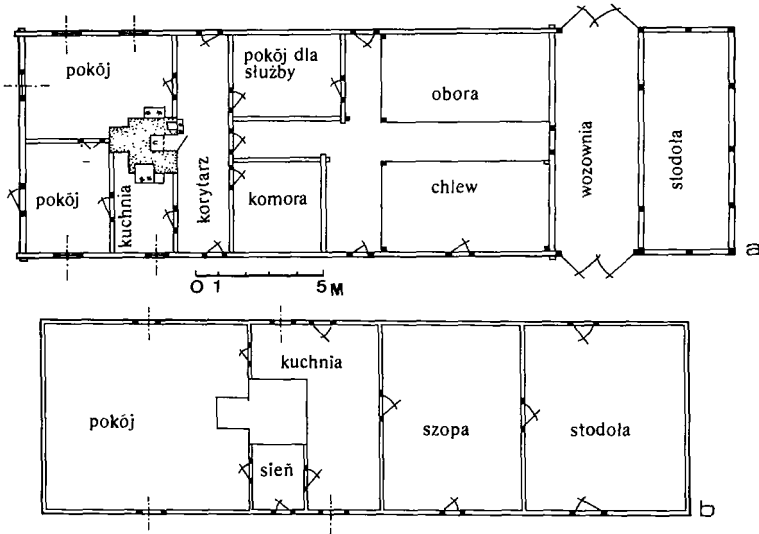 pokój
pokój dla
służby
obora
wozownia
stodoła
pokój
kuchnia
korytarz
komora
chlew
a
0 1 5 M
pokój
kuchnia
sień
szopa
stodoła
b